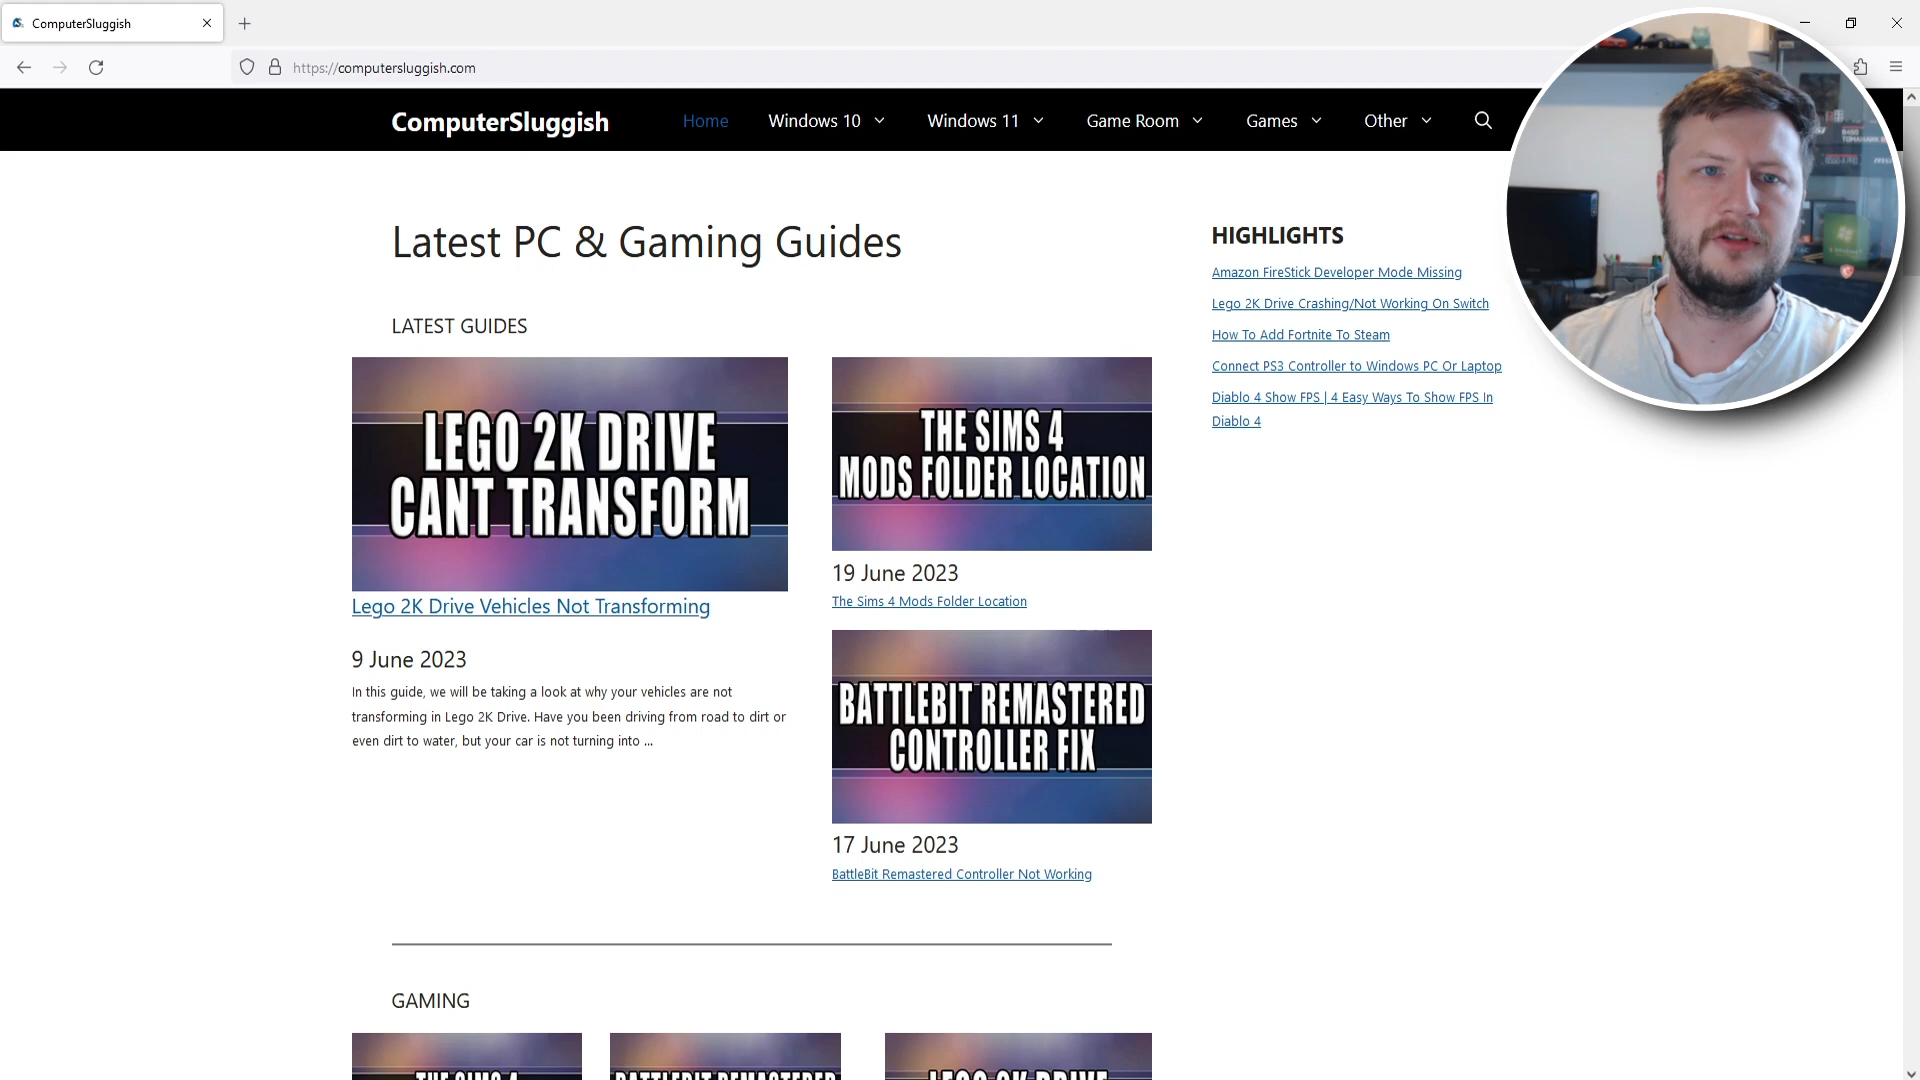 ComputerSluggish
https://computersluggish.com
ComputerSluggish
Home
Windows 10
Windows 11
Game Room
Games
Other
Latest PC & Gaming Guides
LATEST GUIDES
LEGO 2K DRIVE
CANT TRANSFORM
Lego 2K Drive Vehicles Not Transforming
9 June 2023
In this guide, we will be taking a look at why your vehicles are not
transforming in Lego 2K Drive. Have you been driving from road to dirt or
even dirt to water, but your car is not turning into ...
THE SIMS 4
MODS FOLDER LOCATION
19 June 2023
The Sims 4 Mods Folder Location
BATTLEBIT REMASTERED
CONTROLLER FIX
17 June 2023
BattleBit Remastered Controller Not Working
HIGHLIGHTS
Amazon FireStick Developer Mode Missing
Lego 2K Drive Crashing/Not Working On Switch
How To Add Fortnite To Steam
Connect PS3 Controller to Windows PC Or Laptop
Diablo 4 Show FPS | 4 Easy Ways To Show FPS In
Diablo 4
GAMING
THE SIMS 4
BATTLEBIT REMASTERED
LEGO 2K DRIVE